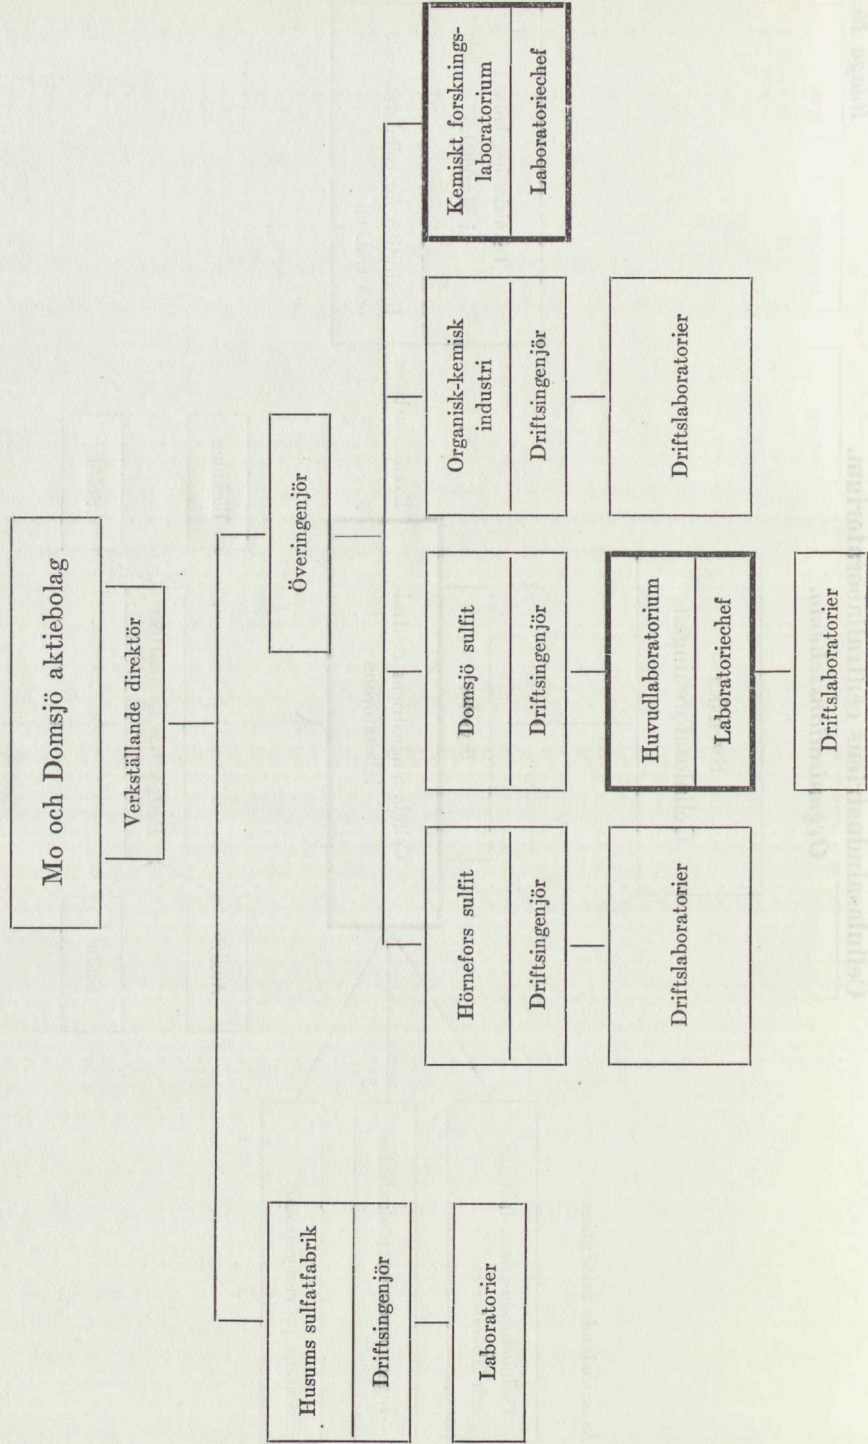 Mo och Domsjö aktiebolag
Verkställande direktör
Husums sulfatfabrik
Driftsingenjör
Laboratorier
Överingenjör
Hörnefors sulfit
Driftsingenjör
Driftslaboratorier
Domsjö sulfit
Driftsingenjör
Huvudlaboratorium
Laboratoriechef
Driftslaboratorier
Organisk-kemisk
industri
Driftsingenjör
Driftslaboratorier
Kemiskt forsknings-
laboratorium
Laboratoriechef